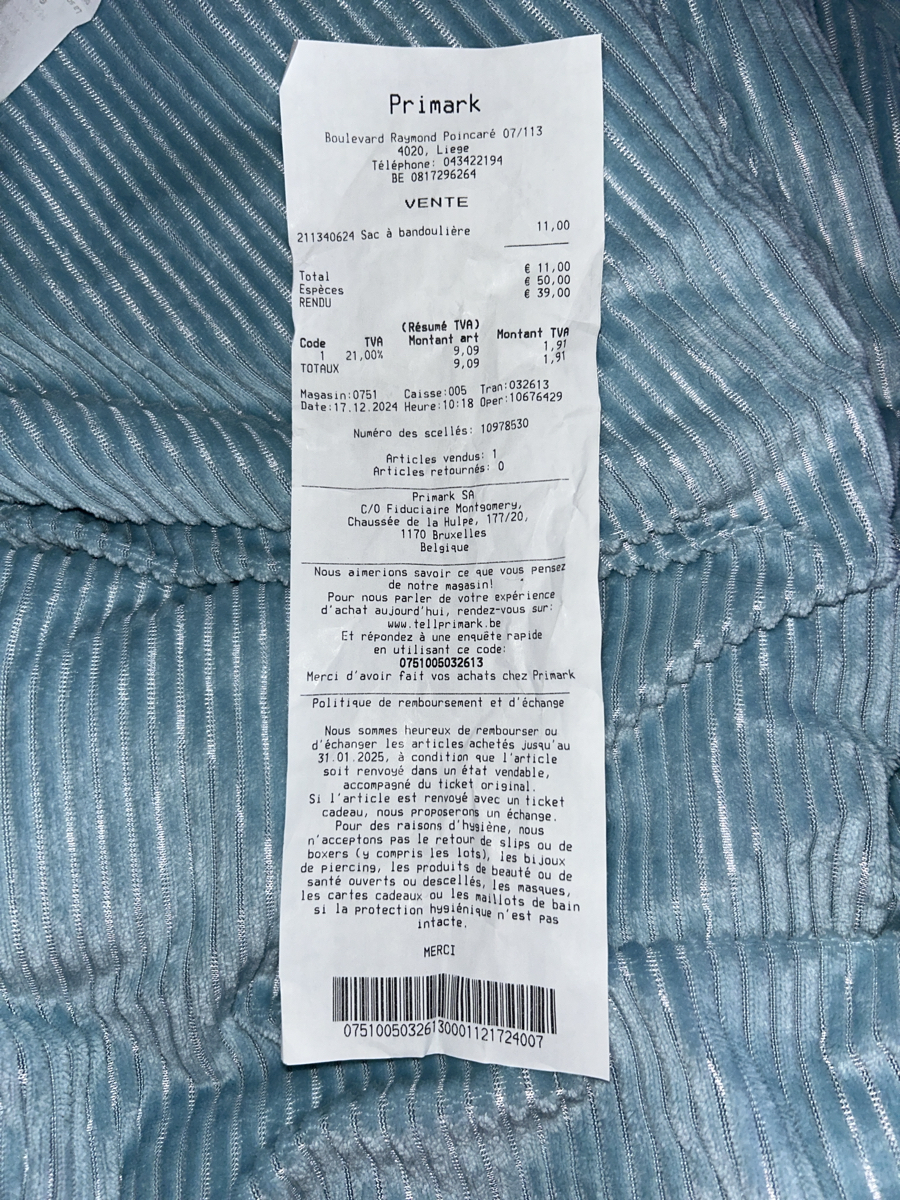 Primark
Boulevard Raymond Poincaré 07/113
4020, Liege
Téléphone: 043422194
BE 0817296264
VENTE
211340624 Sac à bandoulière 11,00
Total € 11,00
Espèces € 50,00
RENDU € 39,00
(Résumé TVA)
Code TVA Montant art Montant TVA
1 21,00% 9,09 1,91
TOTAUX 9,09 1,91
Magasin:0751 Caisse:005 Tran:032613
Date:17.12.2024 Heure:10:18 Oper:10676429
Numéro des scellés: 10978530
Articles vendus: 1
Articles retournés: 0
Primark SA
C/O Fiduciaire Montgomery,
Chaussée de la Hulpe, 177/20,
1170 Bruxelles
Belgique
Nous aimerions savoir ce que vous pensez
de notre magasin!
Pour nous parler de votre expérience
d'achat aujourd'hui, rendez-vous sur:
www.tellprimark.be
Et répondez à une enquête rapide
en utilisant ce code:
0751005032613
Merci d'avoir fait vos achats chez Primark
Politique de remboursement et d'échange
Nous sommes heureux de rembourser ou
d'échanger les articles achetés jusqu'au
31.01.2025, à condition que l'article
soit renvoyé dans un état vendable,
accompagné du ticket original.
Si l'article est renvoyé avec un ticket
cadeau, nous proposerons un échange.
Pour des raisons d'hygiène, nous
n'acceptons pas le retour de slips ou de
boxers (y compris les lots), les bijoux
de piercing, les produits de beauté ou de
santé ouverts ou descellés, les masques,
les cartes cadeaux ou les maillots de bain
si la protection hygiénique n'est pas
intacte.
MERCI
07510050326130001121724007